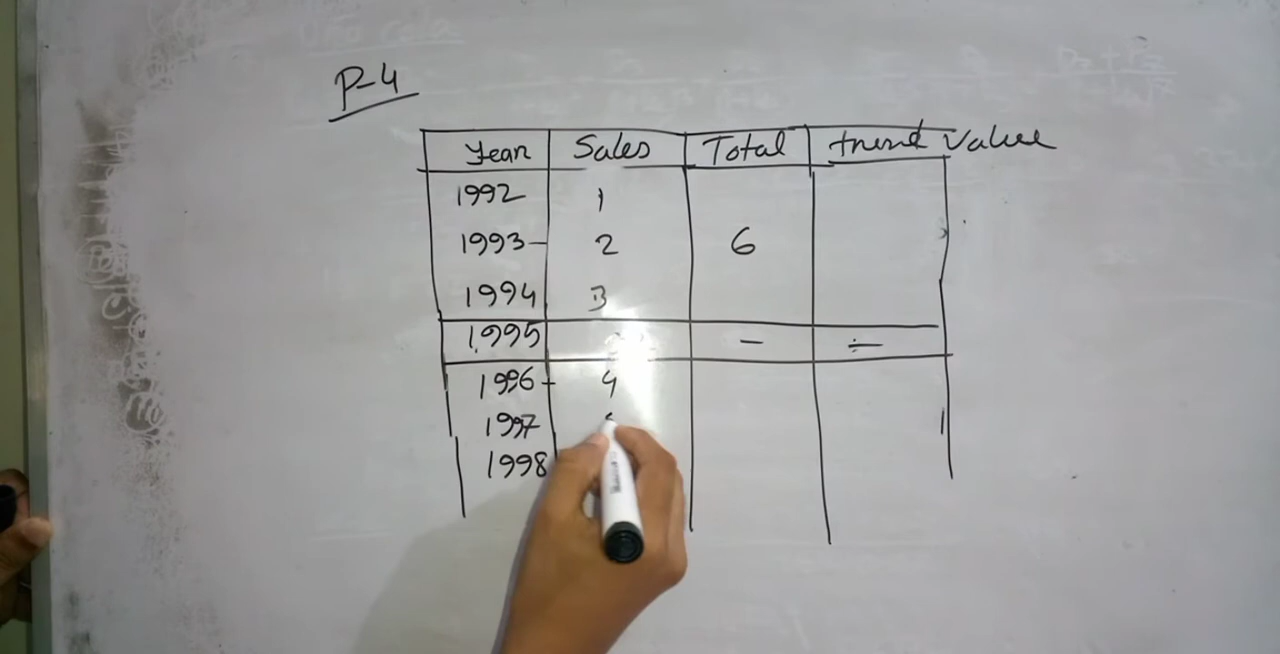 P-4
Year Sales Total trend value
1992 1
1993- 2 6
1994 3
1995 - ÷
1996 - 4
1997
1998